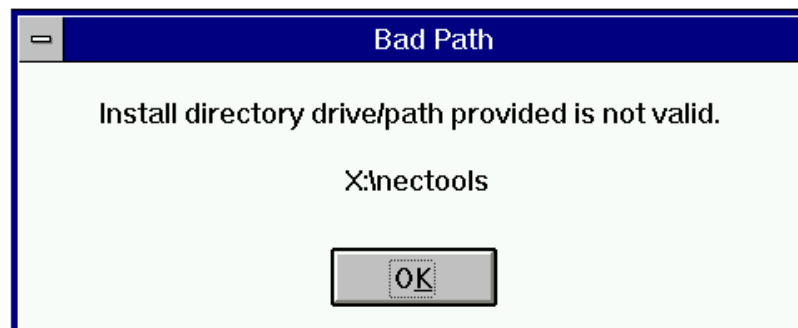 Bad Path
Install directory drive/path provided is not valid.
X:\nectools
OK